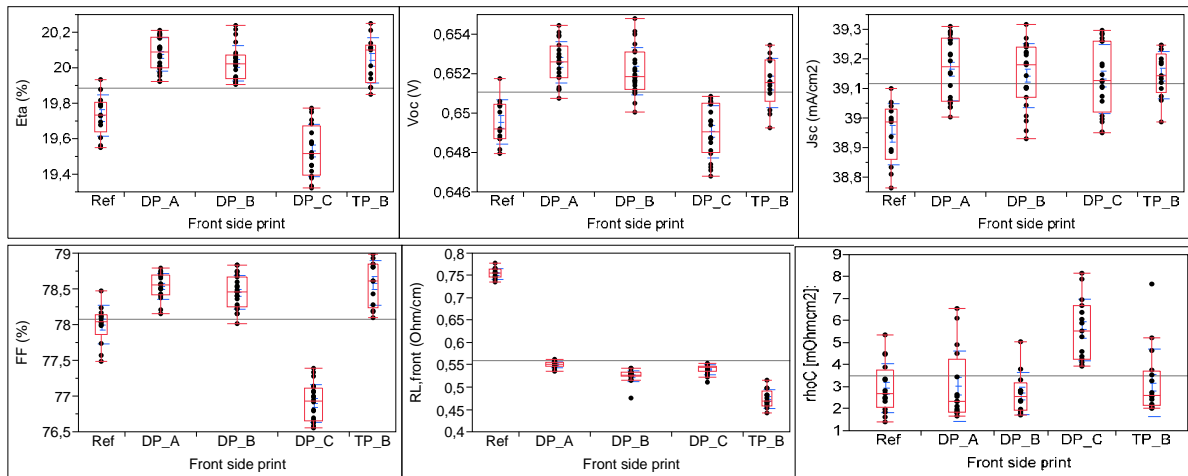 Eta (%)
20,2
20,0
19,8
19,6
19,4
Ref DP_A DP_B DP_C TP_B
Front side print
Voc (V)
0,654
0,652
0,650
0,648
0,646
Ref DP_A DP_B DP_C TP_B
Front side print
Jsc (mA/cm2)
39.3
39.2
39.1
39
38.9
38.8
38.7
Ref DP_A DP_B DP_C TP_B
Front side print
FF (%)
79
78.5
78
77.5
77
76,5
Ref DP_A DP_B DP_C TP_B
Front side print
RL,front (Ohm/cm)
0,8
0,75
0,7
0,65
0,6
0,55
0,5
0,45
0,4
Ref DP_A DP_B DP_C TP_B
Front side print
rhoC [mOhmcm2]:
9
8
7
6
5
4
3
2
1
Ref DP_A DP_B DP_C TP_B
Front side print